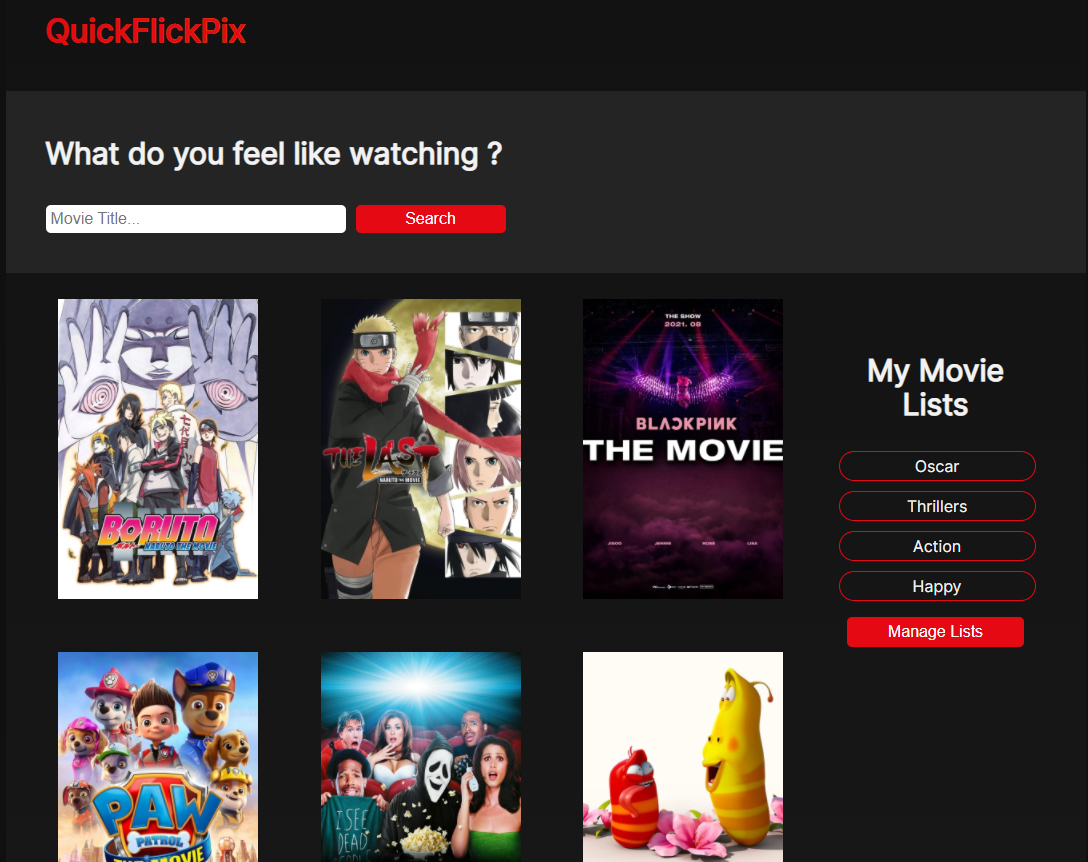 QuickFlickPix
What do you feel like watching ?
Movie Title...
Search
BORUTO
NARUTO THE MOVIE
THE LAST
NARUTO THE MOVIE
THE SHOW
2021. 08
BLACKPINK
THE MOVIE
JISOO JENNIE ROSÉ LISA
My Movie
Lists
Oscar
Thrillers
Action
Happy
Manage Lists
PAW
PATROL
THE MOVIE
I SEE
DEAD